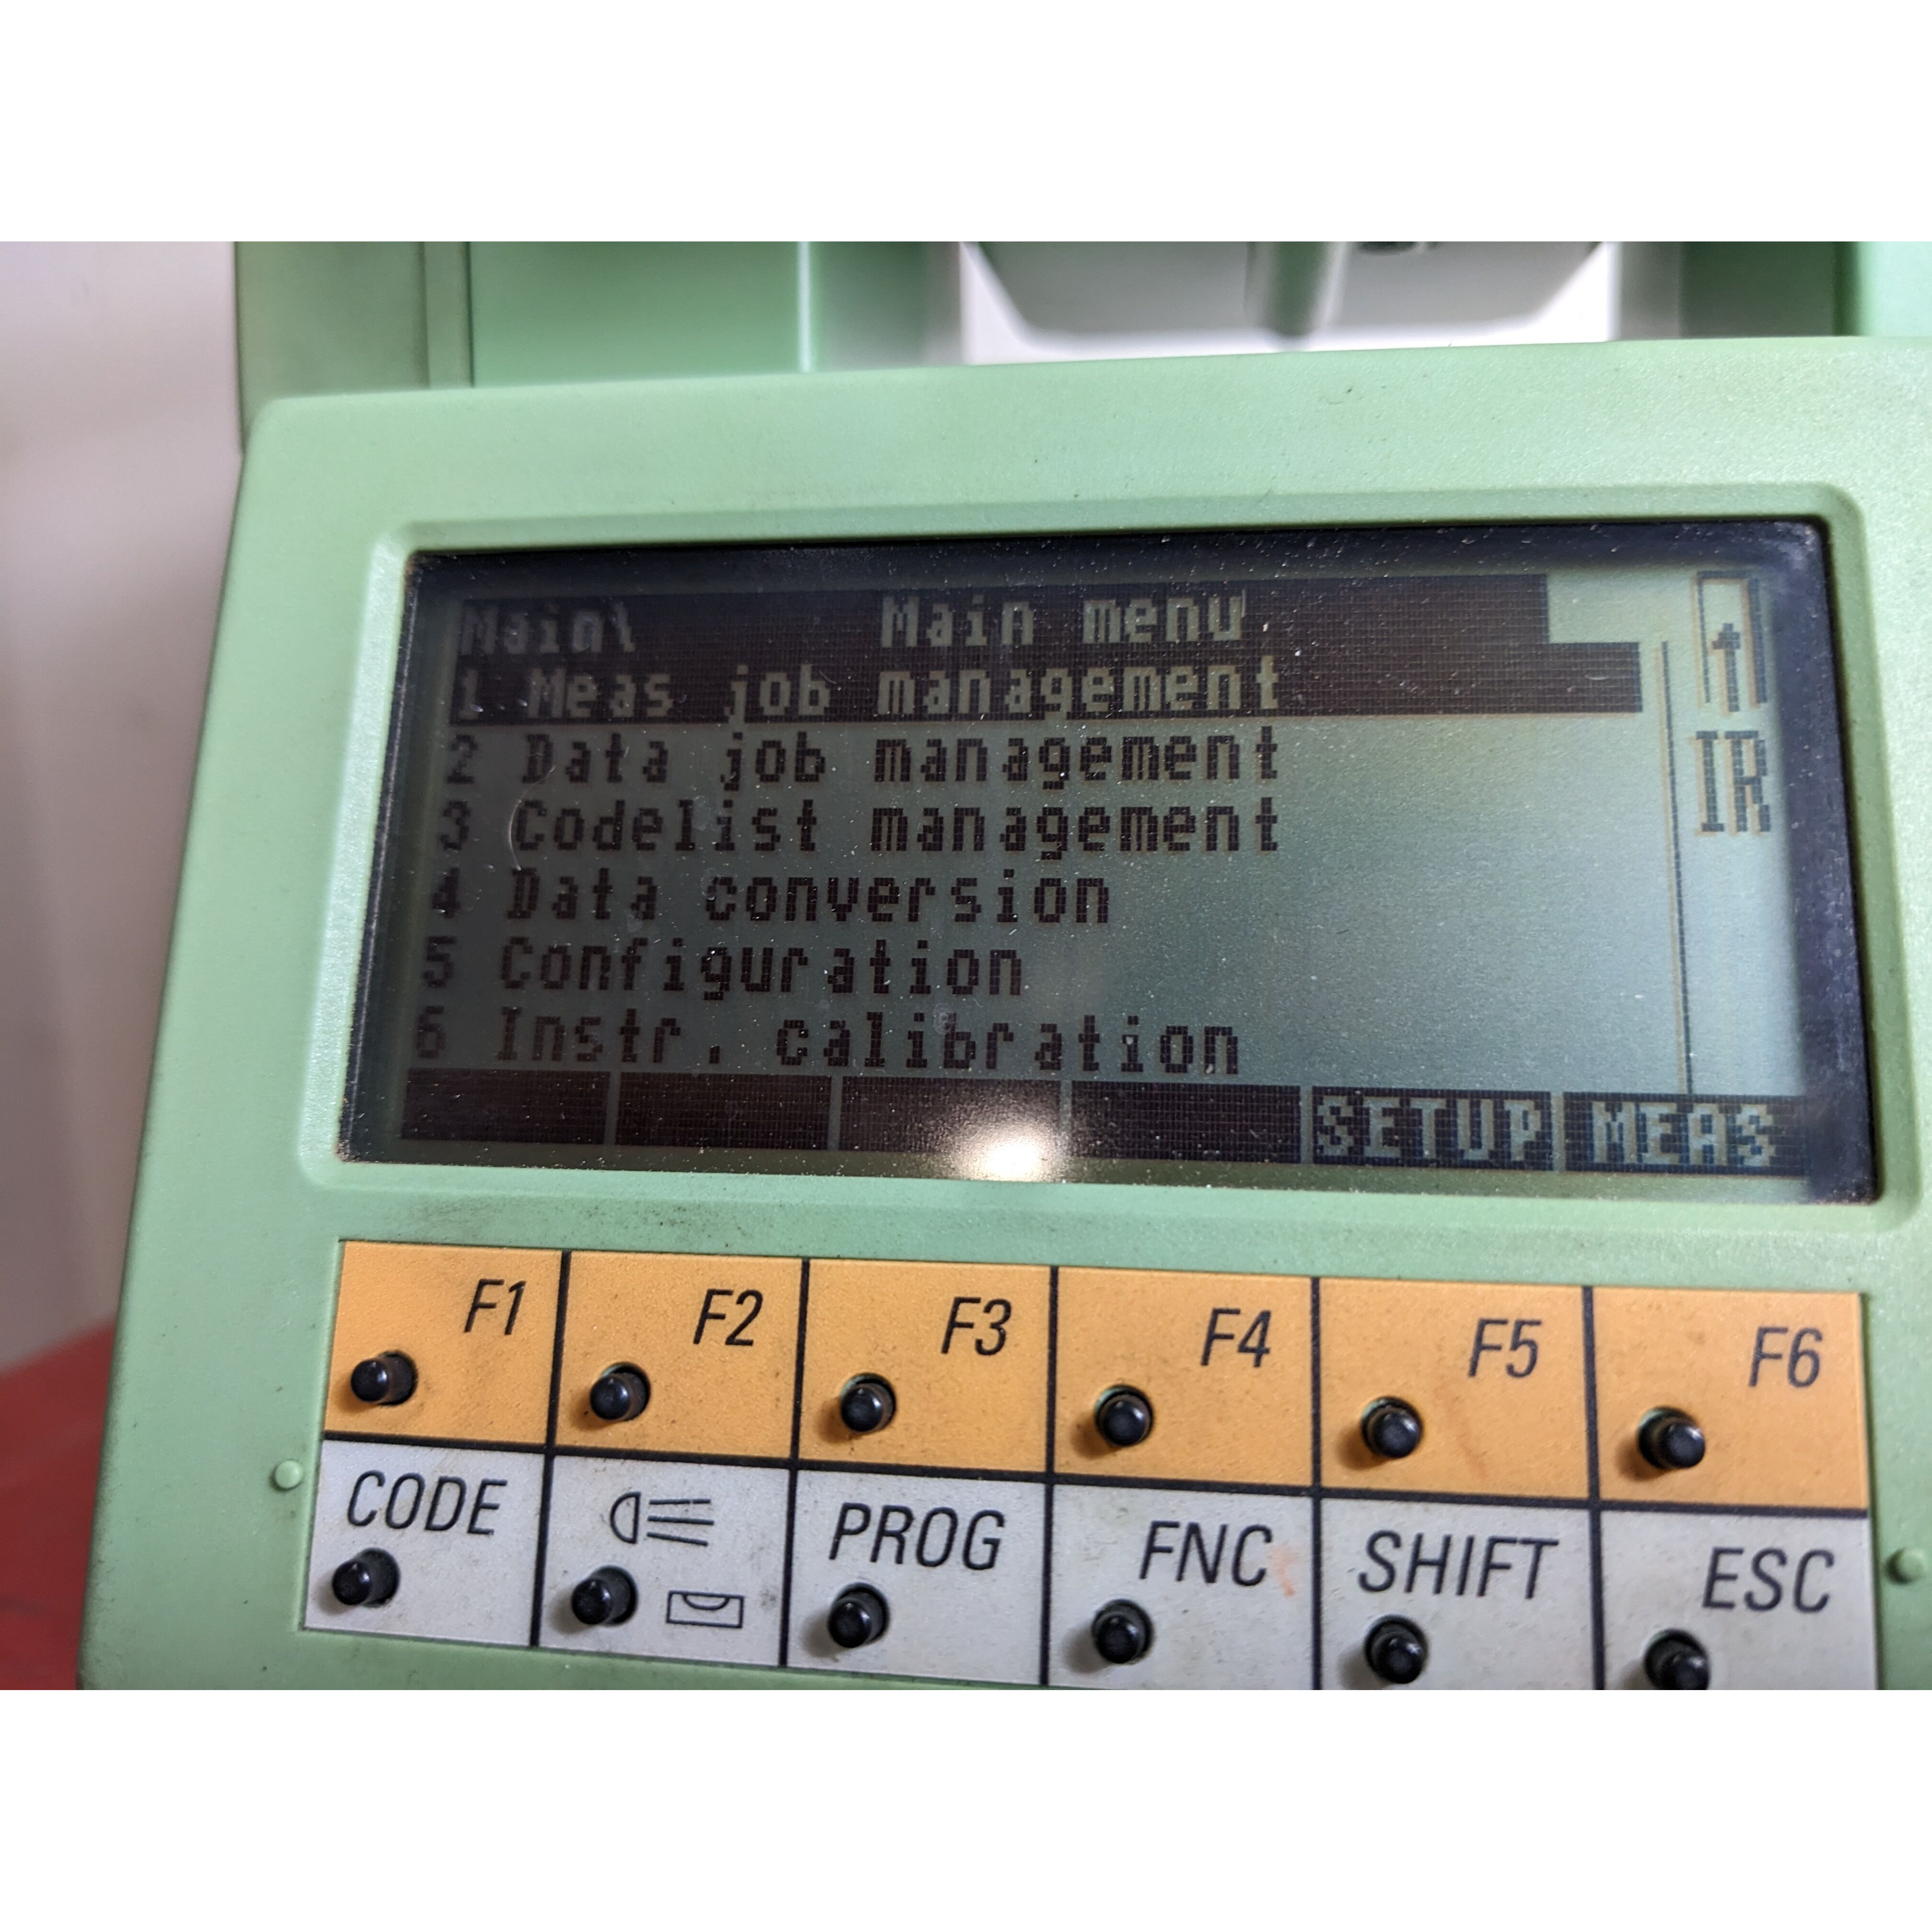 Main\ Main menu
1 Meas job management
2 Data job management
3 Codelist management
4 Data conversion
5 Configuration
6 Instr. calibration
IR
SETUP MEAS
F1 F2 F3 F4 F5 F6
CODE PROG FNC SHIFT ESC